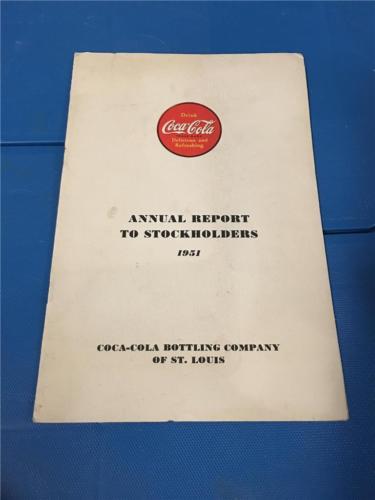 Drink
Coca-Cola
Delicious and
Refreshing
ANNUAL REPORT
TO STOCKHOLDERS
1951
COCA-COLA BOTTLING COMPANY
OF ST. LOUIS